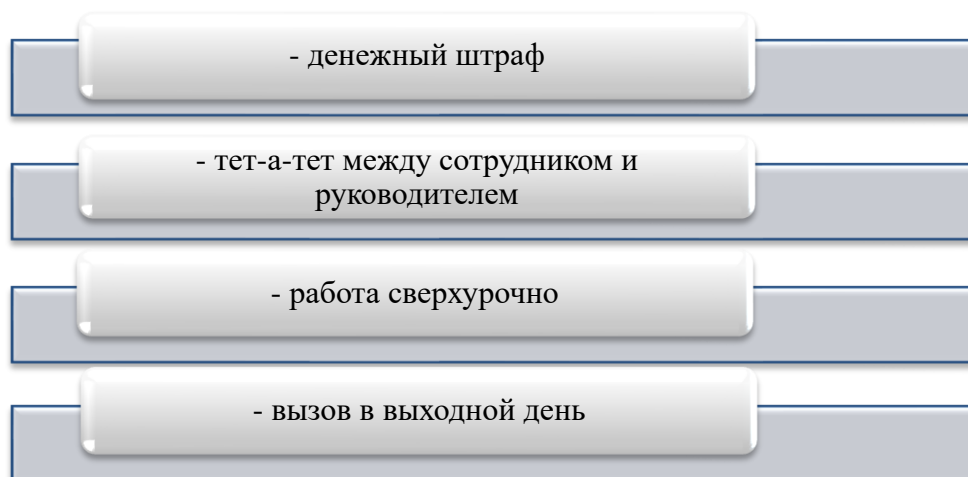 - денежный штраф
- тет-а-тет между сотрудником и
руководителем
- работа сверхурочно
- вызов в выходной день